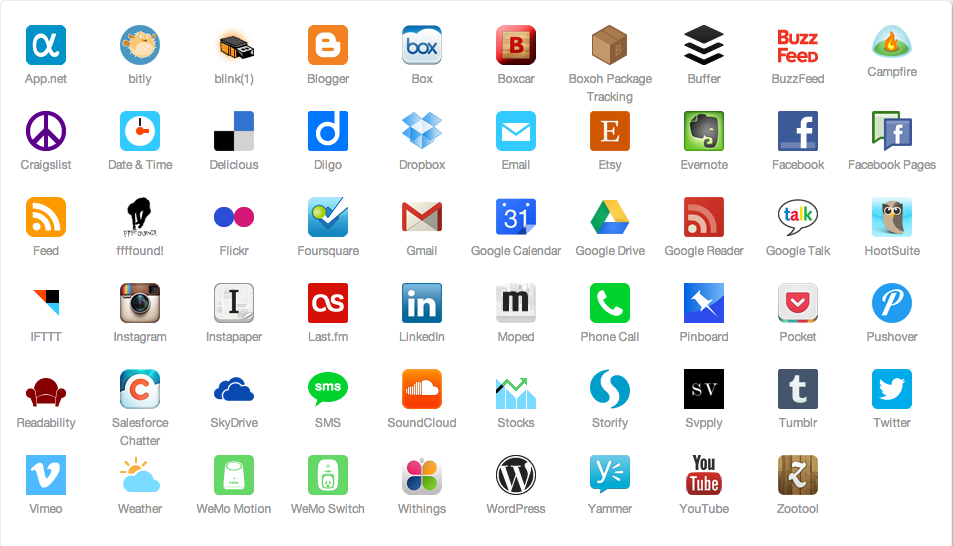 α
box
B
Buzz
Feed
App.net
bitly
blink(1)
Blogger
Box
Boxcar
Boxoh Package
Tracking
Buffer
BuzzFeed
Campfire
d
E
f
f
Craigslist
Date & Time
Delicious
Diigo
Dropbox
Email
Etsy
Evernote
Facebook
Facebook Pages
FFFFOUND!
31
talk
Feed
ffffound!
Flickr
Foursquare
Gmail
Google Calendar
Google Drive
Google Reader
Google Talk
HootSuite
I
as
in
m
P
IFTTT
Instagram
Instapaper
Last.fm
LinkedIn
Moped
Phone Call
Pinboard
Pocket
Pushover
C
sms
SV
t
Readability
Salesforce
Chatter
SkyDrive
SMS
SoundCloud
Stocks
Storify
Svpply
Tumblr
Twitter
V
W
Y
You
Tube
Z
Vimeo
Weather
WeMo Motion
WeMo Switch
Withings
WordPress
Yammer
YouTube
Zootool